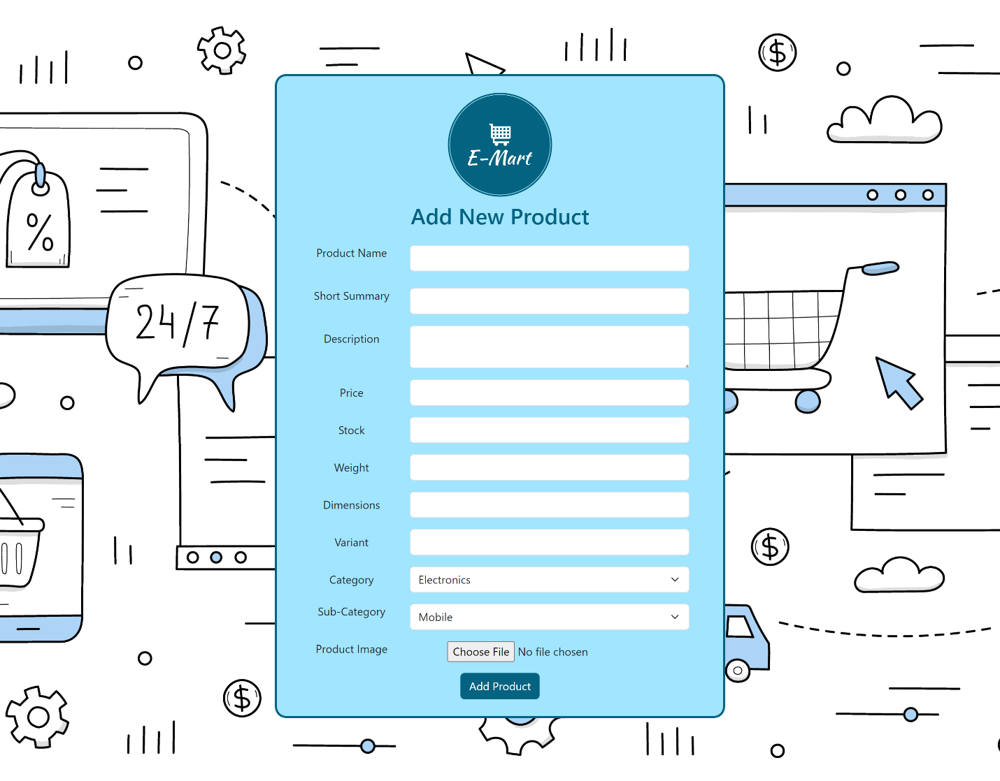 E-Mart
Add New Product
Product Name
Short Summary
Description
Price
Stock
Weight
Dimensions
Variant
Category Electronics
Sub-Category Mobile
Product Image Choose File No file chosen
Add Product
%
24/7
$
$
$